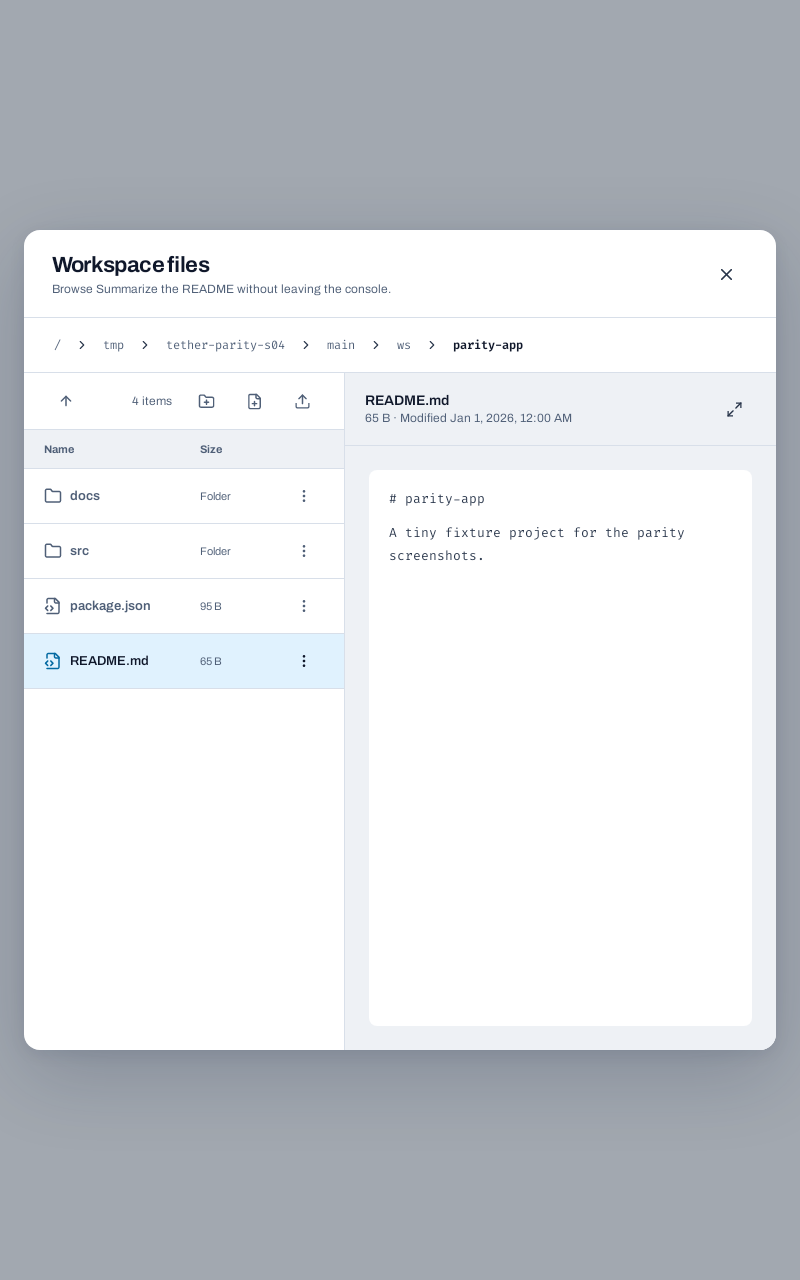 Workspace files
Browse Summarize the README without leaving the console.
/ tmp tether-parity-s04 main ws parity-app
4 items
Name Size
docs Folder
src Folder
package.json 95 B
README.md 65 B
README.md
65 B · Modified Jan 1, 2026, 12:00 AM
# parity-app
A tiny fixture project for the parity
screenshots.